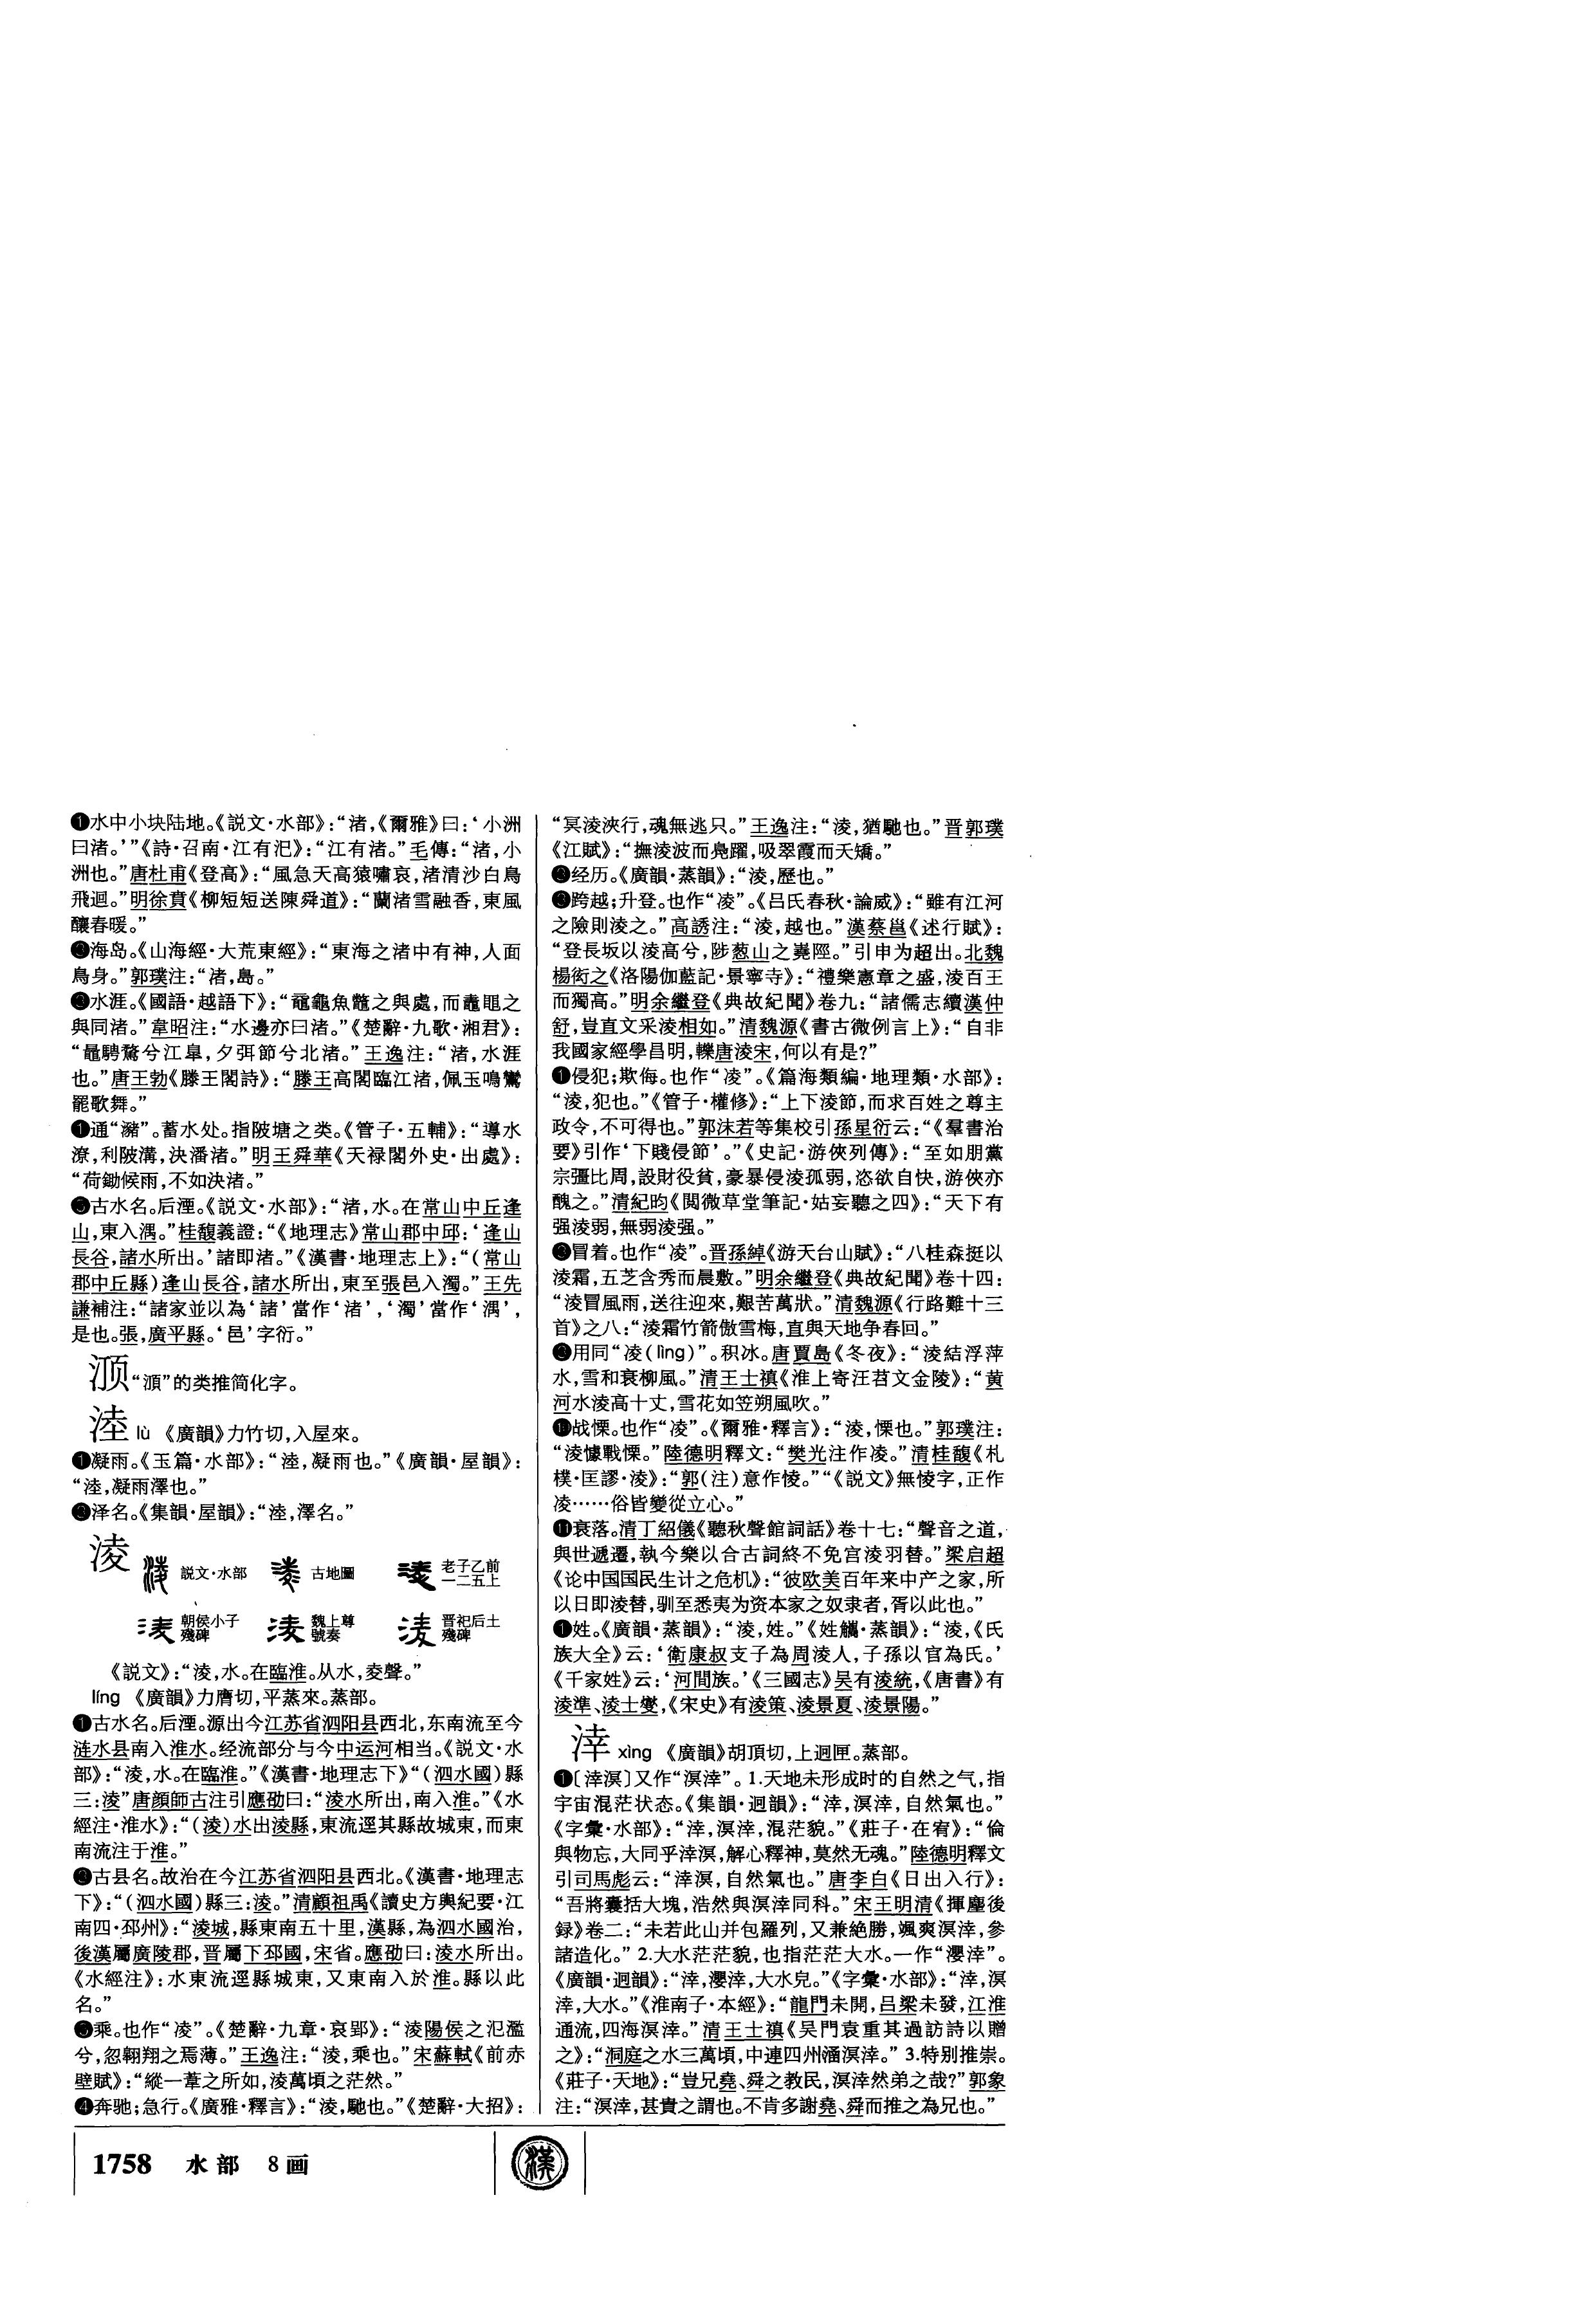 ❶水中小块陆地。《説文·水部》：“渚，《爾雅》曰：‘小洲
曰渚。’”《詩·召南·江有汜》：“江有渚。”毛傳：“渚，小
洲也。”唐杜甫《登高》：“風急天高猿嘯哀，渚清沙白鳥
飛迴。”明徐賁《柳短短送陳舜道》：“蘭渚雪融香，東風
釀春暖。”
❷海岛。《山海經·大荒東經》：“東海之渚中有神，人面
鳥身。”郭璞注：“渚，島。”
❸水涯。《國語·越語下》：“黿龜魚鼈之與處，而鼃黽之
與同渚。”韋昭注：“水邊亦曰渚。”《楚辭·九歌·湘君》：
“鼂騁騖兮江皐，夕弭節兮北渚。”王逸注：“渚，水涯
也。”唐王勃《滕王閣詩》：“滕王高閣臨江渚，佩玉鳴鸞
罷歌舞。”
❶通“瀦”。蓄水处。指陂塘之类。《管子·五輔》：“導水
潦，利陂溝，決潘渚。”明王舜華《天禄閣外史·出處》：
“荷鋤候雨，不如決渚。”
❺古水名。后湮。《説文·水部》：“渚，水。在常山中丘逢
山，東入湡。”桂馥義證：“《地理志》常山郡中邱：‘逢山
長谷，諸水所出。’諸即渚。”《漢書·地理志上》：“（常山
郡中丘縣）逢山長谷，諸水所出，東至張邑入濁。”王先
謙補注：“諸家並以為‘諸’當作‘渚’，‘濁’當作‘湡’，
是也。張，廣平縣。‘邑’字衍。”
㴋“澒”的类推简化字。
淕 lù 《廣韻》力竹切，入屋來。
❶凝雨。《玉篇·水部》：“淕，凝雨也。”《廣韻·屋韻》：
“淕，凝雨澤也。”
❷泽名。《集韻·屋韻》：“淕，澤名。”
淩 説文·水部 古地圖 老子乙前一二五上
朝侯小子殘碑 魏上尊號奏 晋祀后土殘碑
《説文》：“淩，水。在臨淮。从水，夌聲。”
líng 《廣韻》力膺切，平蒸來。蒸部。
❶古水名。后湮。源出今江苏省泗阳县西北，东南流至今
涟水县南入淮水。经流部分与今中运河相当。《説文·水
部》：“淩，水。在臨淮。”《漢書·地理志下》“（泗水國）縣
三：淩”唐顔師古注引應劭曰：“淩水所出，南入淮。”《水
經注·淮水》：“（淩）水出淩縣，東流逕其縣故城東，而東
南流注于淮。”
❷古县名。故治在今江苏省泗阳县西北。《漢書·地理志
下》：“（泗水國）縣三：淩。”清顧祖禹《讀史方輿紀要·江
南四·邳州》：“淩城，縣東南五十里，漢縣，為泗水國治，
後漢屬廣陵郡，晋屬下邳國，宋省。應劭曰：淩水所出。
《水經注》：水東流逕縣城東，又東南入於淮。縣以此
名。”
❸乘。也作“凌”。《楚辭·九章·哀郢》：“淩陽侯之氾濫
兮，忽翱翔之焉薄。”王逸注：“淩，乘也。”宋蘇軾《前赤
壁賦》：“縱一葦之所如，淩萬頃之茫然。”
❹奔驰；急行。《廣雅·釋言》：“淩，馳也。”《楚辭·大招》：
“冥淩浹行，魂無逃只。”王逸注：“淩，猶馳也。”晋郭璞
《江賦》：“撫淩波而鳧躍，吸翠霞而夭矯。”
❺经历。《廣韻·蒸韻》：“淩，歷也。”
❻跨越；升登。也作“凌”。《吕氏春秋·論威》：“雖有江河
之險則淩之。”高誘注：“淩，越也。”漢蔡邕《述行賦》：
“登長坂以淩高兮，陟葱山之嶤陘。”引申为超出。北魏
楊衒之《洛陽伽藍記·景寧寺》：“禮樂憲章之盛，淩百王
而獨高。”明余繼登《典故紀聞》卷九：“諸儒志續漢仲
舒，豈直文采淩相如。”清魏源《書古微例言上》：“自非
我國家經學昌明，轢唐淩宋，何以有是？”
❶侵犯；欺侮。也作“凌”。《篇海類編·地理類·水部》：
“淩，犯也。”《管子·權修》：“上下淩節，而求百姓之尊主
政令，不可得也。”郭沫若等集校引孫星衍云：“《羣書治
要》引作‘下賤侵節’。”《史記·游俠列傳》：“至如朋黨
宗彊比周，設財役貧，豪暴侵淩孤弱，恣欲自快，游俠亦
醜之。”清紀昀《閲微草堂筆記·姑妄聽之四》：“天下有
强淩弱，無弱淩强。”
❽冒着。也作“凌”。晋孫綽《游天台山賦》：“八桂森挺以
淩霜，五芝含秀而晨敷。”明余繼登《典故紀聞》卷十四：
“淩冒風雨，送往迎來，艱苦萬狀。”清魏源《行路難十三
首》之八：“淩霜竹箭傲雪梅，直與天地争春回。”
❾用同“凌（líng）”。积冰。唐賈島《冬夜》：“淩結浮萍
水，雪和衰柳風。”清王士禛《淮上寄汪苕文金陵》：“黄
河水淩高十丈，雪花如笠朔風吹。”
❿战慄。也作“凌”。《爾雅·釋言》：“淩，慄也。”郭璞注：
“淩懅戰慄。”陸德明釋文：“樊光注作凌。”清桂馥《札
樸·匡謬·淩》：“郭（注）意作㥄。”“《説文》無㥄字，正作
淩……俗皆變從立心。”
⓫衰落。清丁紹儀《聽秋聲館詞話》卷十七：“聲音之道，
與世遞遷，執今樂以合古詞終不免宫淩羽替。”梁启超
《论中国国民生计之危机》：“彼欧美百年来中产之家，所
以日即淩替，驯至悉夷为资本家之奴隶者，胥以此也。”
❶姓。《廣韻·蒸韻》：“淩，姓。”《姓觿·蒸韻》：“淩，《氏
族大全》云：‘衛康叔支子為周淩人，子孫以官為氏。’
《千家姓》云：‘河間族。’《三國志》吴有淩統，《唐書》有
淩準、淩士燮，《宋史》有淩策、淩景夏、淩景陽。”
涬 xìng 《廣韻》胡頂切，上迥匣。蒸部。
❶〔涬溟〕又作“溟涬”。1.天地未形成时的自然之气，指
宇宙混茫状态。《集韻·迥韻》：“涬，溟涬，自然氣也。”
《字彙·水部》：“涬，溟涬，混茫貌。”《莊子·在宥》：“倫
與物忘，大同乎涬溟，解心釋神，莫然无魂。”陸德明釋文
引司馬彪云：“涬溟，自然氣也。”唐李白《日出入行》：
“吾將囊括大塊，浩然與溟涬同科。”宋王明清《揮麈後
録》卷二：“未若此山并包羅列，又兼絶勝，颯爽溟涬，參
諸造化。”2.大水茫茫貌，也指茫茫大水。一作“瀴涬”。
《廣韻·迥韻》：“涬，瀴涬，大水皃。”《字彙·水部》：“涬，溟
涬，大水。”《淮南子·本經》：“龍門未開，吕梁未發，江淮
通流，四海溟涬。”清王士禛《吴門袁重其過訪詩以贈
之》：“洞庭之水三萬頃，中連四州潘溟涬。”3.特别推崇。
《莊子·天地》：“豈兄堯、舜之教民，溟涬然弟之哉？”郭象
注：“溟涬，甚貴之謂也。不肯多謝堯、舜而推之為兄也。”
1758 水部 8画
漢